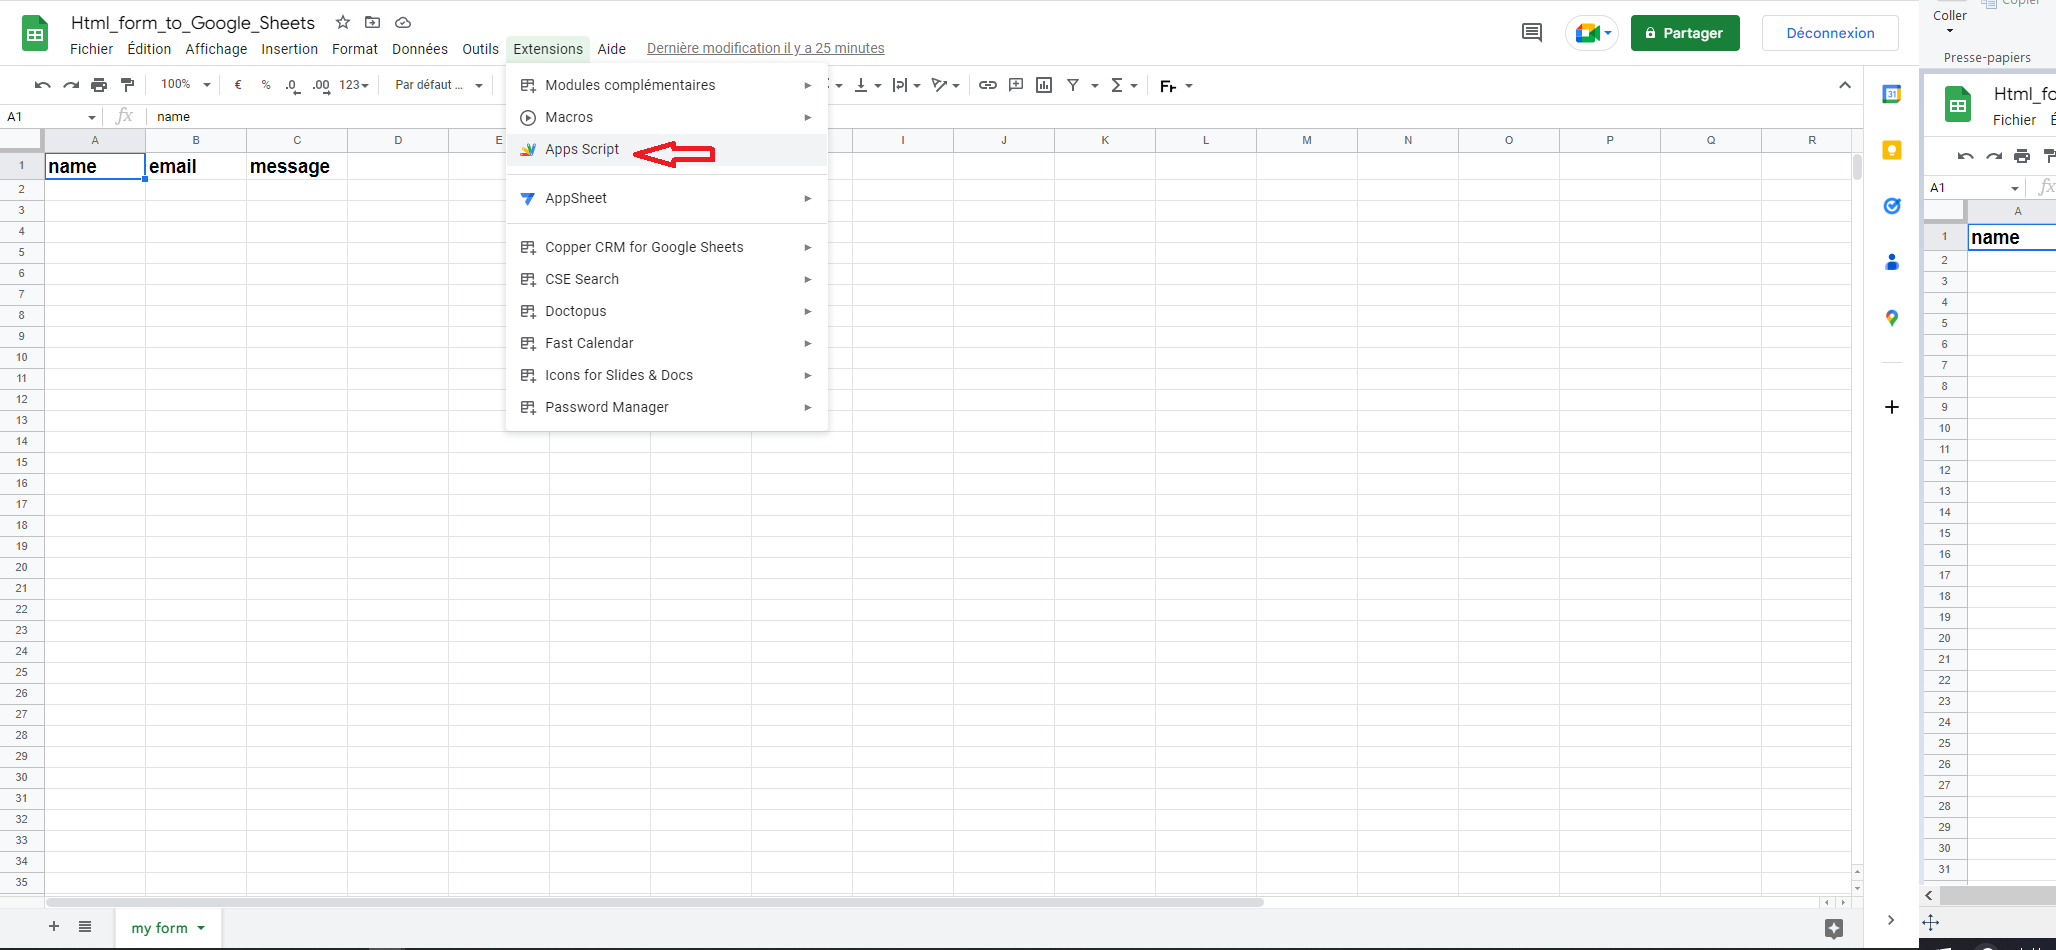 Html_form_to_Google_Sheets
Fichier Édition Affichage Insertion Format Données Outils Extensions Aide Dernière modification il y a 25 minutes
Partager
Déconnexion
100% € % .0 .00 123 Par défaut ...
A1 fx name
A B C D E I J K L M N O P Q R
1 name email message
2
3
4
5
6
7
8
9
10
11
12
13
14
15
16
17
18
19
20
21
22
23
24
25
26
27
28
29
30
31
32
33
34
35
Modules complémentaires
Macros
Apps Script
AppSheet
Copper CRM for Google Sheets
CSE Search
Doctopus
Fast Calendar
Icons for Slides & Docs
Password Manager
my form
31
Coller
Copier
Presse-papiers
Html_fo
Fichier É
A1 fx
A
1 name
2
3
4
5
6
7
8
9
10
11
12
13
14
15
16
17
18
19
20
21
22
23
24
25
26
27
28
29
30
31